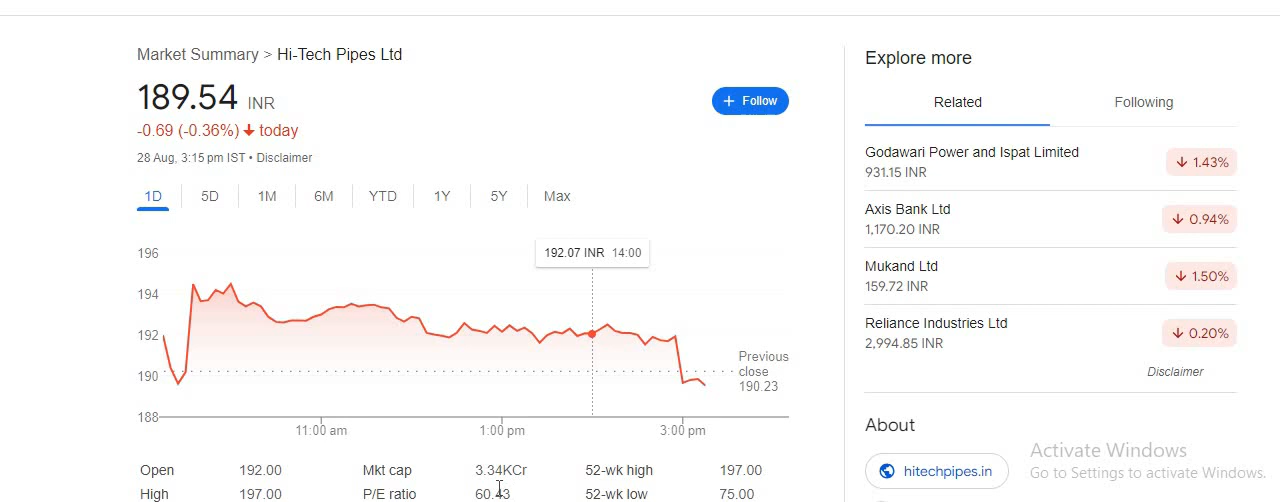 Market Summary > Hi-Tech Pipes Ltd
189.54 INR
+ Follow
-0.69 (-0.36%) ↓ today
28 Aug, 3:15 pm IST • Disclaimer
1D 5D 1M 6M YTD 1Y 5Y Max
192.07 INR 14:00
196
194
192
190
188
Previous
close
190.23
11:00 am 1:00 pm 3:00 pm
Open 192.00 Mkt cap 3.34KCr 52-wk high 197.00
High 197.00 P/E ratio 60.43 52-wk low 75.00
Explore more
Related Following
Godawari Power and Ispat Limited
931.15 INR
↓ 1.43%
Axis Bank Ltd
1,170.20 INR
↓ 0.94%
Mukand Ltd
159.72 INR
↓ 1.50%
Reliance Industries Ltd
2,994.85 INR
↓ 0.20%
Disclaimer
About
hitechpipes.in
Activate Windows
Go to Settings to activate Windows.